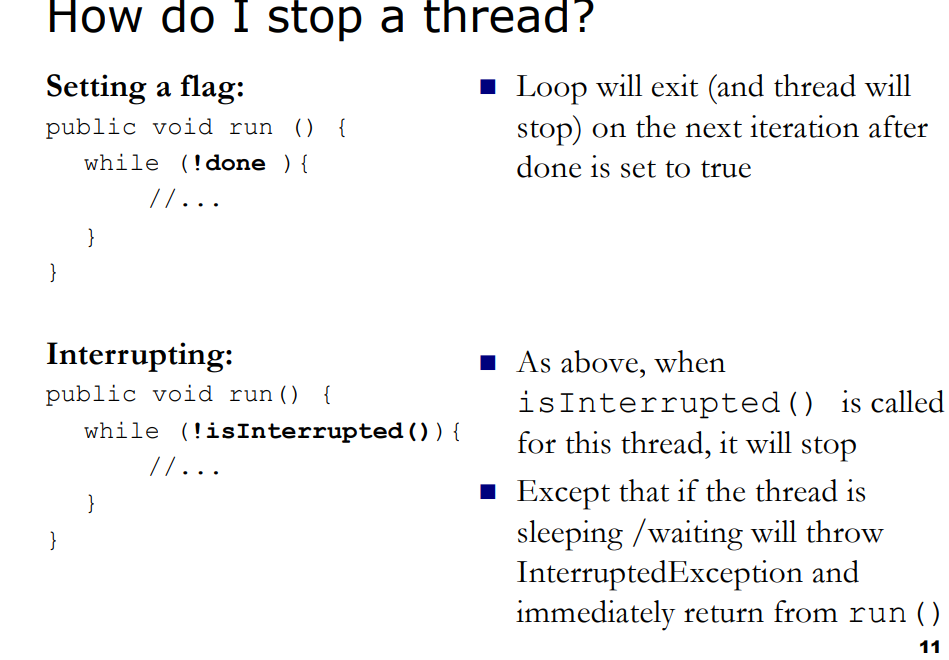 How do I stop a thread?
Setting a flag:
public void run () {
while (!done ){
//...
}
}
Loop will exit (and thread will
stop) on the next iteration after
done is set to true
Interrupting:
public void run() {
while (!isInterrupted()){
//...
}
}
As above, when
isInterrupted() is called
for this thread, it will stop
Except that if the thread is
sleeping /waiting will throw
InterruptedException and
immediately return from run()
11